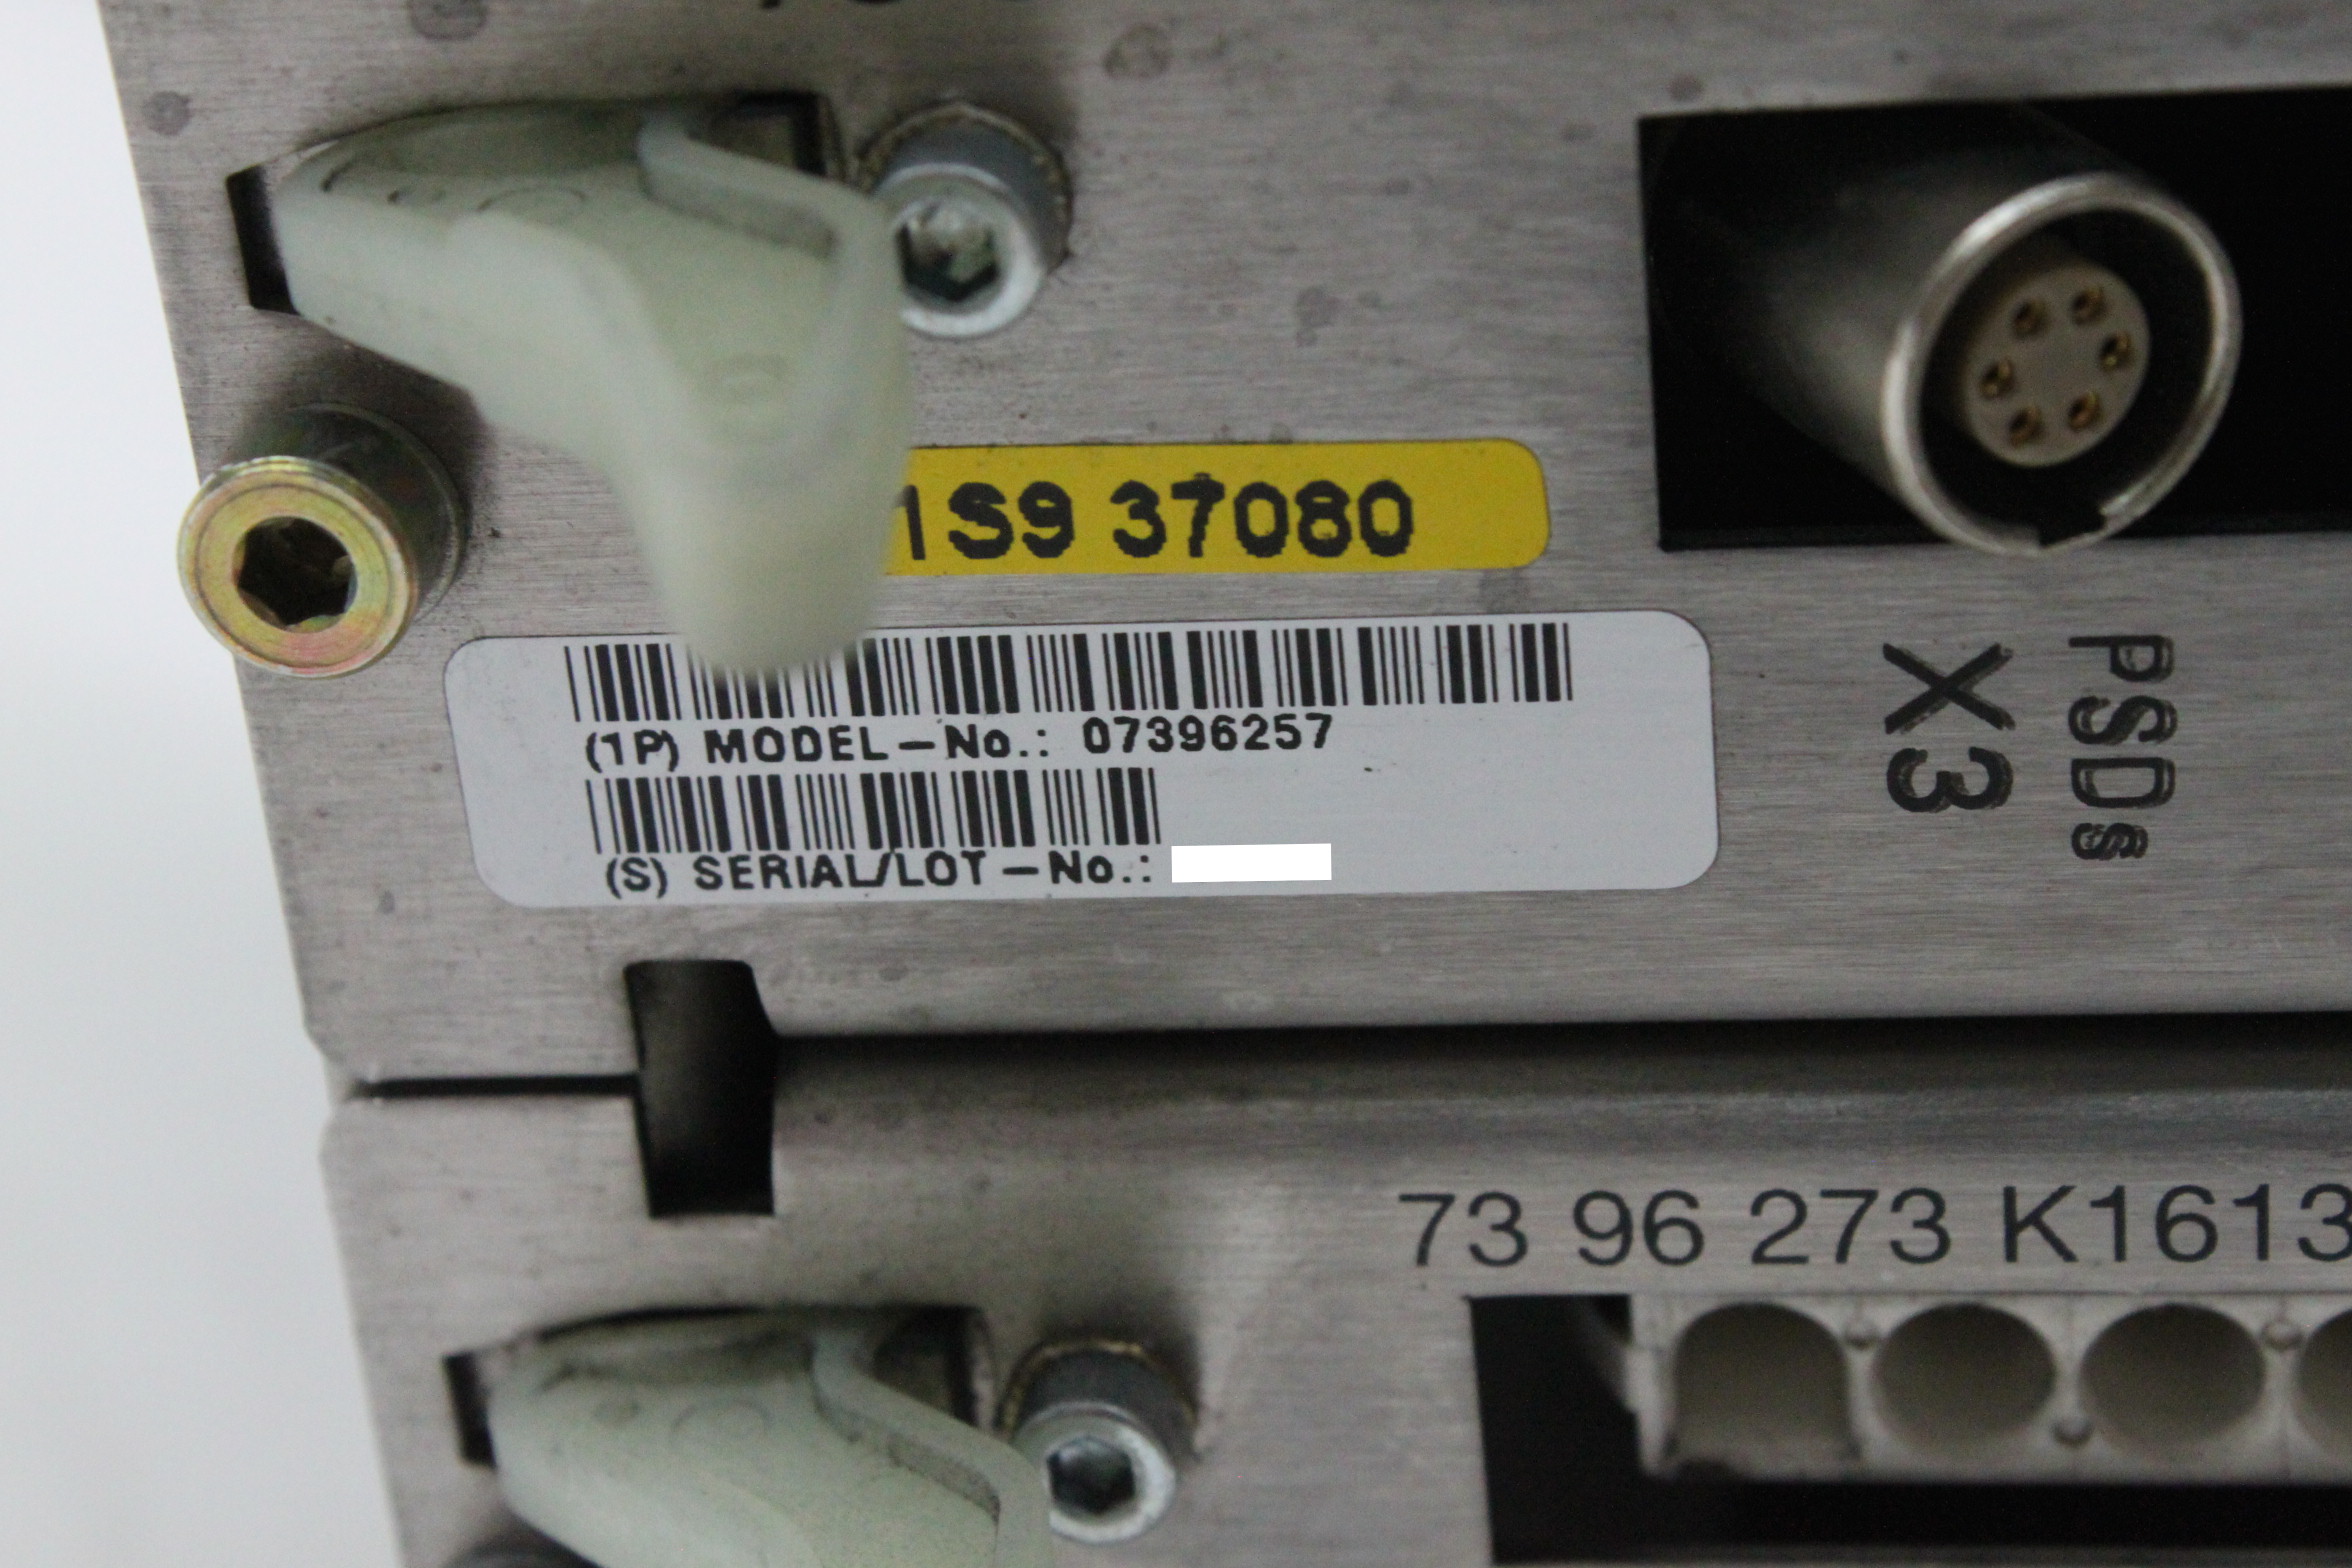 1S9 37080
(1P) MODEL-No.: 07396257
(S) SERIAL/LOT-No.:
PSDs
X3
73 96 273 K1613